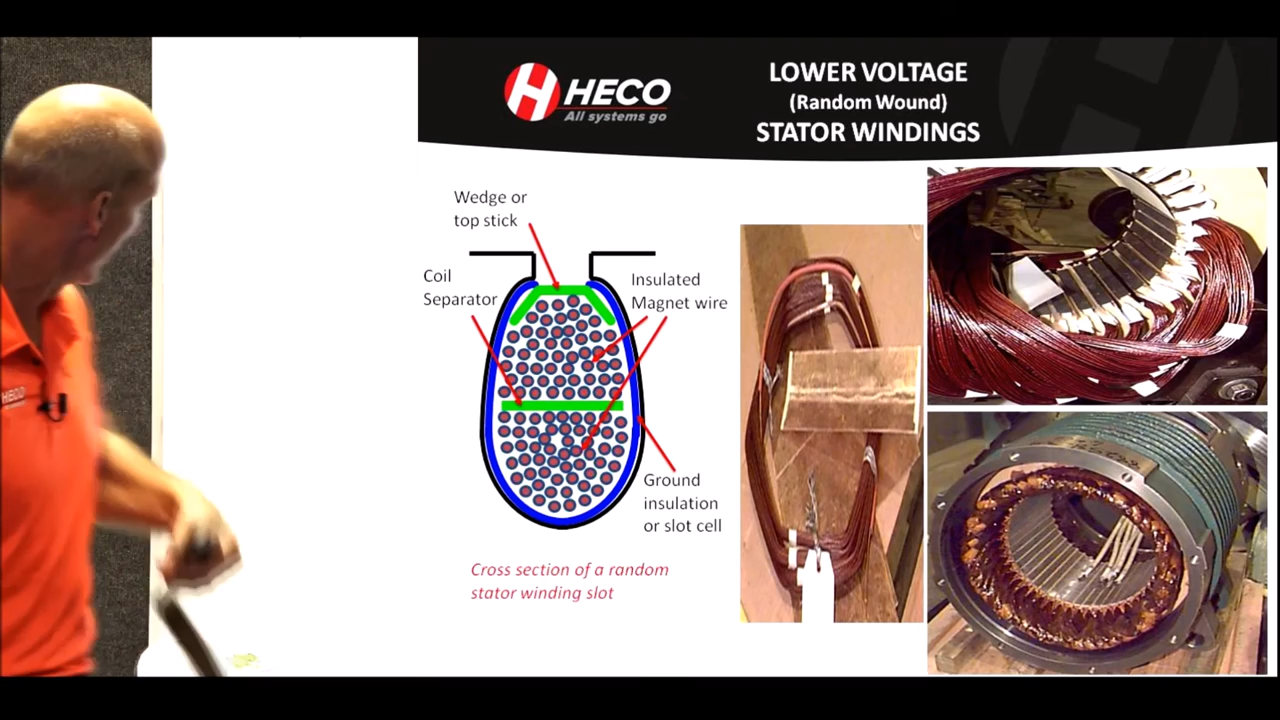 HECO
All systems go
LOWER VOLTAGE
(Random Wound)
STATOR WINDINGS
Wedge or
top stick
Coil
Separator
Insulated
Magnet wire
Ground
insulation
or slot cell
Cross section of a random
stator winding slot
HECO